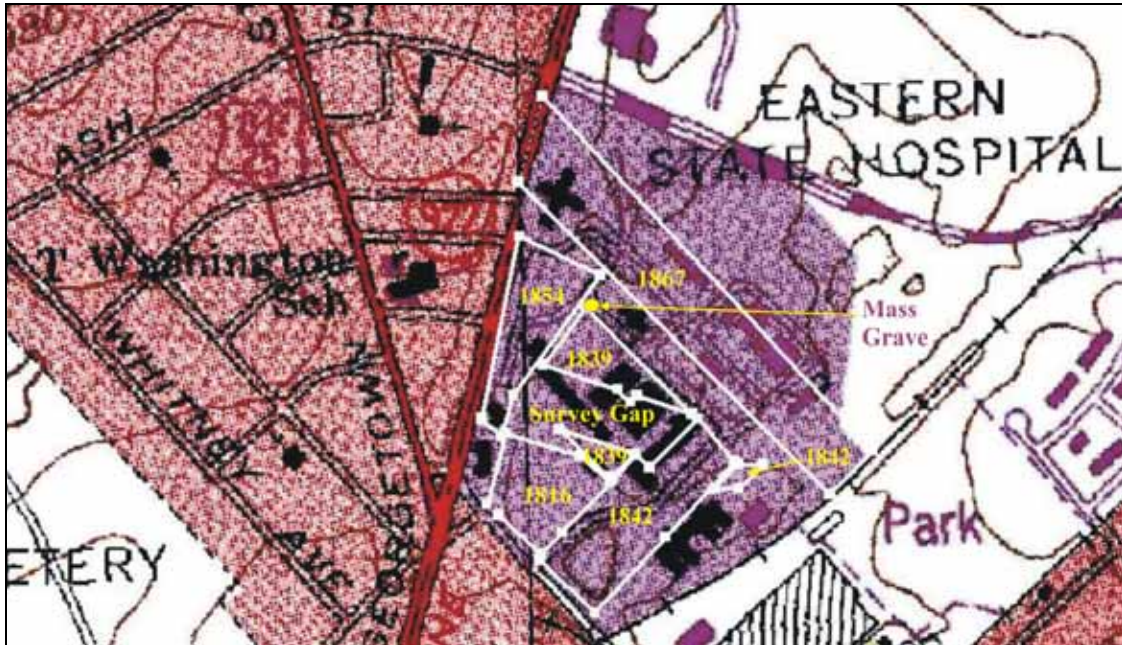 ST
EASTERN
STATE HOSPITAL
ASH
T Washington
Sch
1854
1867
Mass
Grave
1839
Survey Gap
1839
1842
1816
1842
WHITNEY
AVE
GEORGETOWN
Park
ETERY